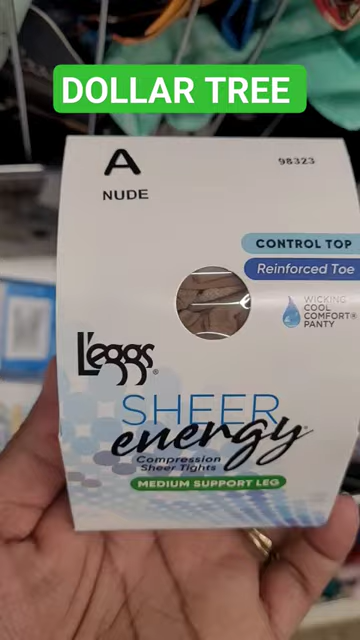 DOLLAR TREE
A
98323
NUDE
CONTROL TOP
Reinforced Toe
WICKING
COOL
COMFORT®
PANTY
L'eggs®
SHEER
energy
Compression
Sheer Tights
MEDIUM SUPPORT LEG